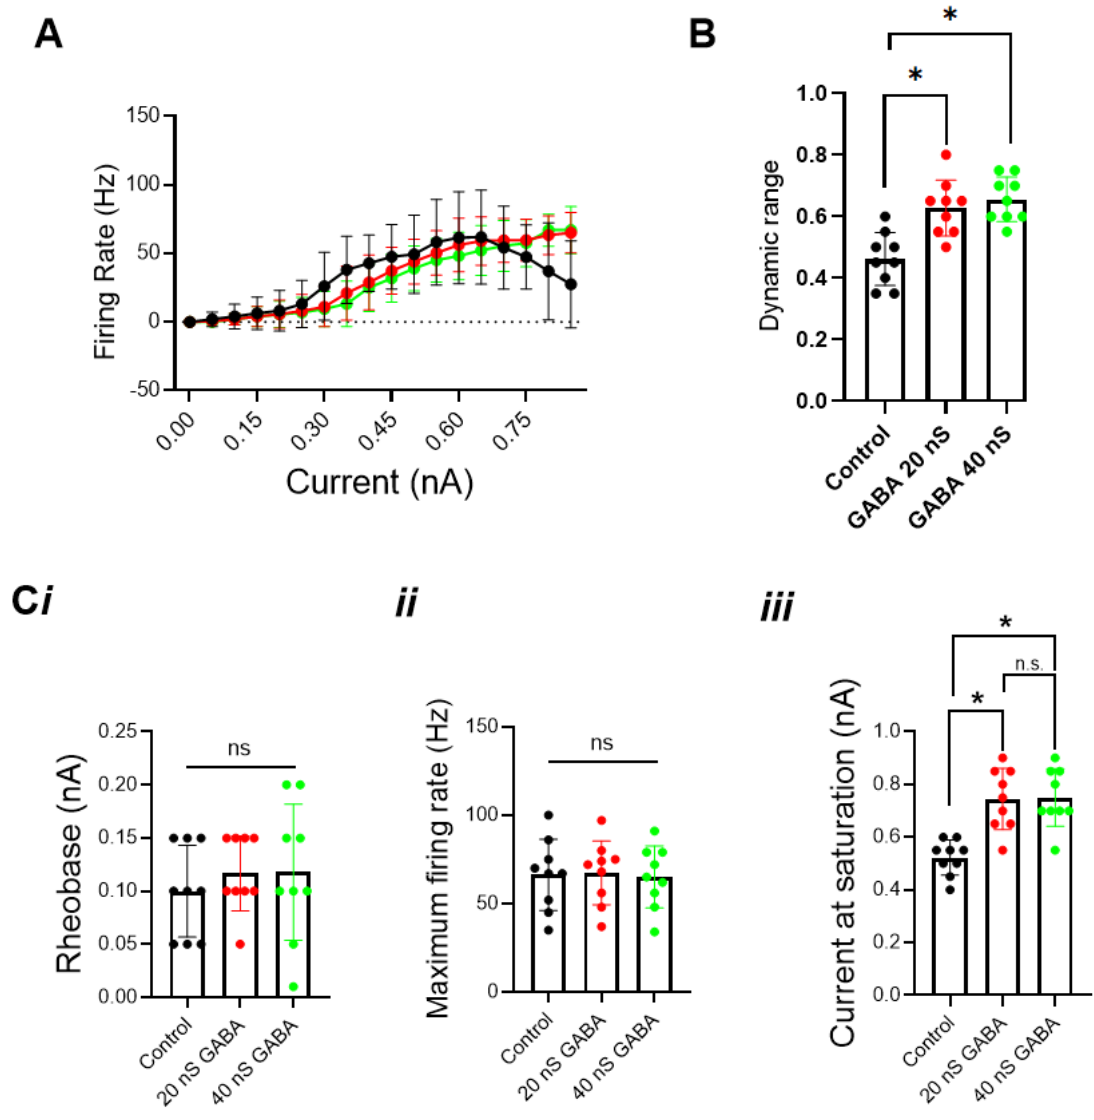 A
Firing Rate (Hz)
150
100
50
0
-50
0.00
0.15
0.30
0.45
0.60
0.75
Current (nA)
B
*
*
Dynamic range
1.0
0.8
0.6
0.4
0.2
0.0
Control
GABA 20 nS
GABA 40 nS
Ci
Rheobase (nA)
0.25
0.20
0.15
0.10
0.05
0.00
ns
Control
20 nS GABA
40 nS GABA
ii
Maximum firing rate (Hz)
150
100
50
0
ns
Control
20 nS GABA
40 nS GABA
iii
*
n.s.
*
Current at saturation (nA)
1.0
0.8
0.6
0.4
0.2
0.0
Control
20 nS GABA
40 nS GABA